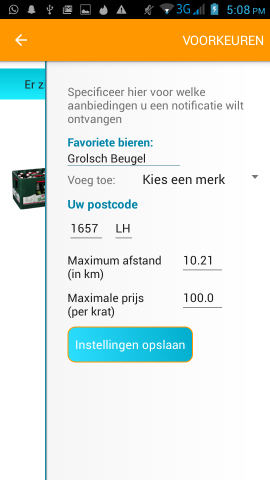 3G 5:08 PM
VOORKEUREN
Er z
Specificeer hier voor welke
aanbiedingen u een notificatie wilt
ontvangen
Favoriete bieren:
Grolsch Beugel
Voeg toe: Kies een merk
Uw postcode
1657 LH
Maximum afstand 10.21
(in km)
Maximale prijs 100.0
(per krat)
Instellingen opslaan